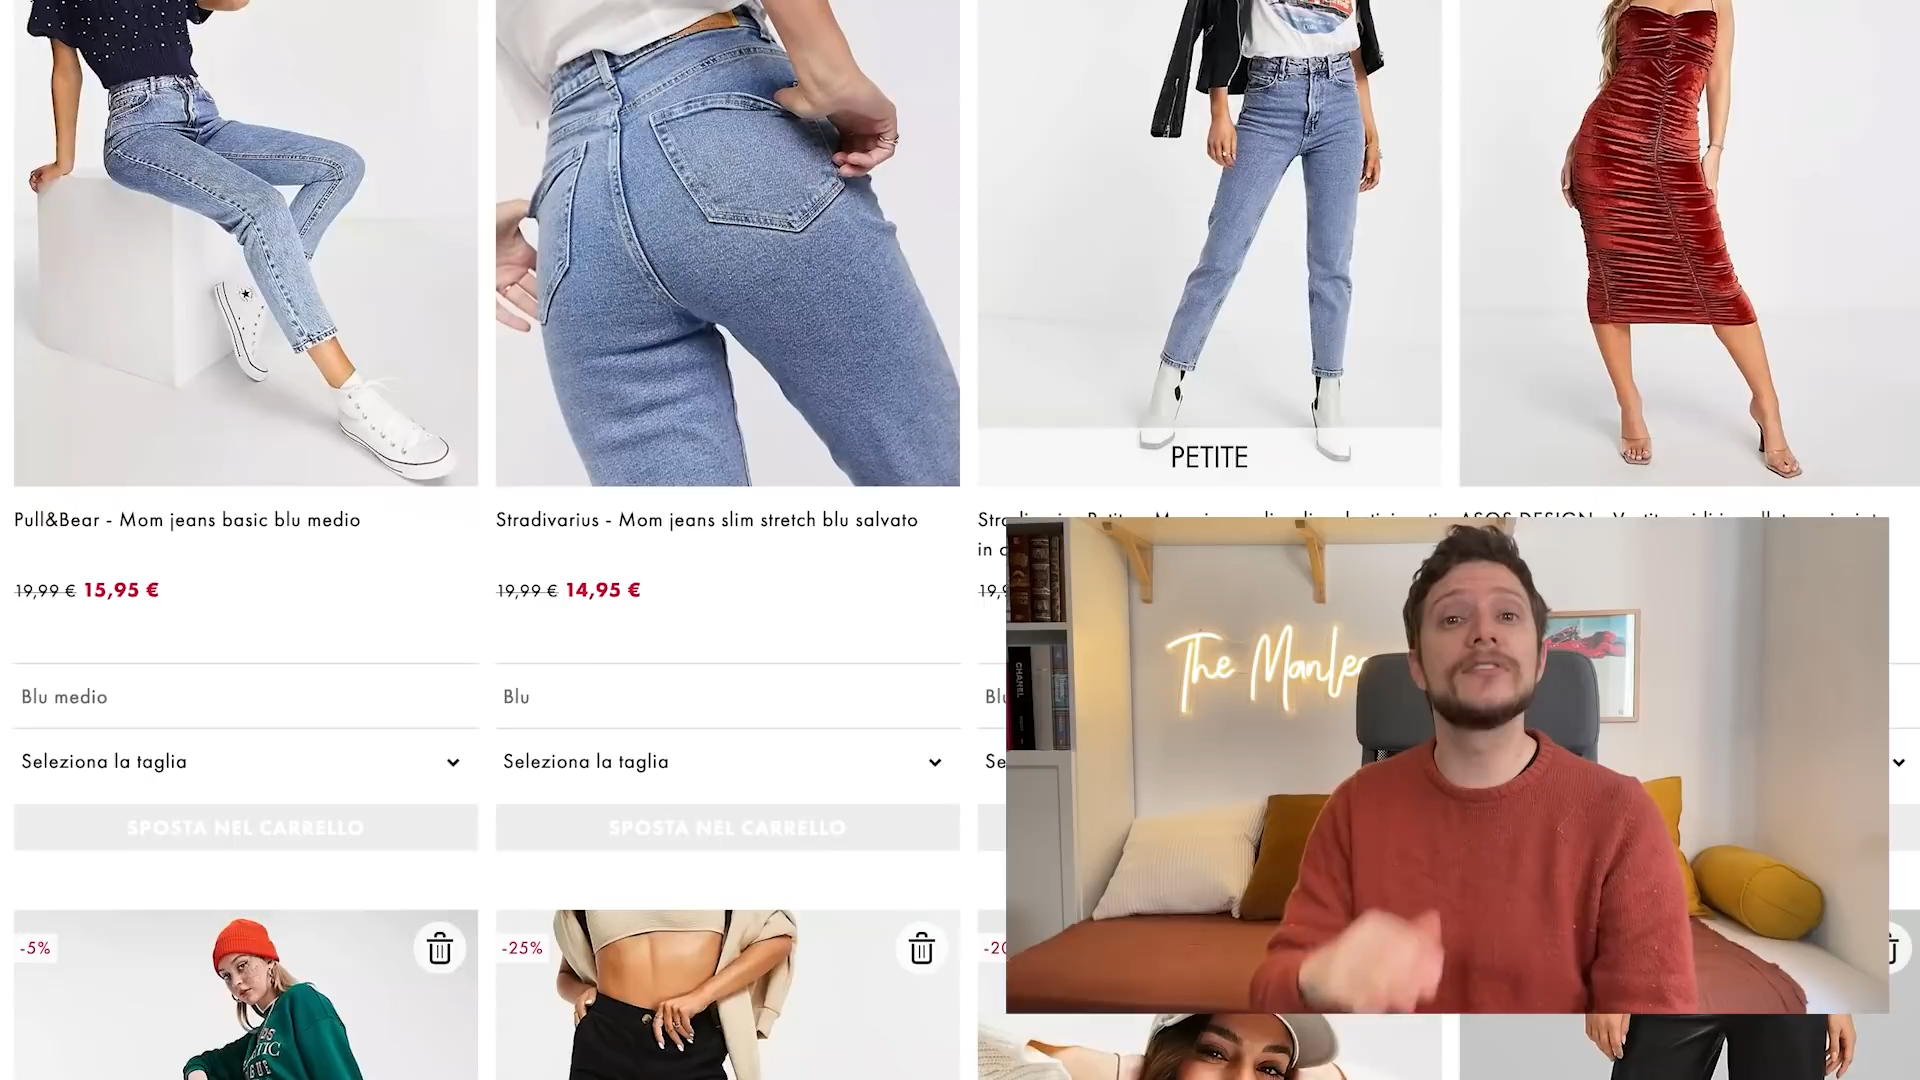 PETITE
Pull&Bear - Mom jeans basic blu medio
Stradivarius - Mom jeans slim stretch blu salvato
in
19,99 € 15,95 €
19,99 € 14,95 €
Blu medio
Blu
Seleziona la taglia
Seleziona la taglia
SPOSTA NEL CARRELLO
SPOSTA NEL CARRELLO
The
CHANEL
-5%
-25%